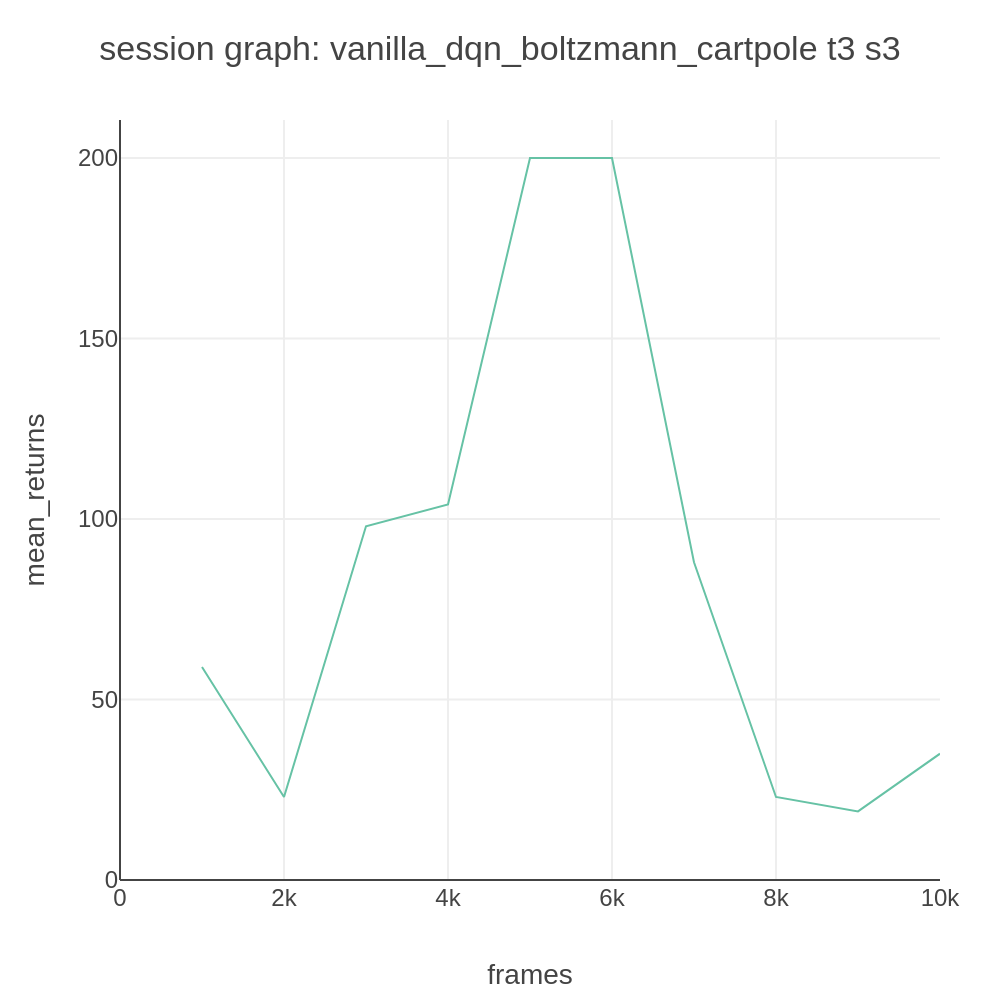 session graph: vanilla_dqn_boltzmann_cartpole t3 s3
200
150
100
50
0
mean_returns
0 2k 4k 6k 8k 10k
frames